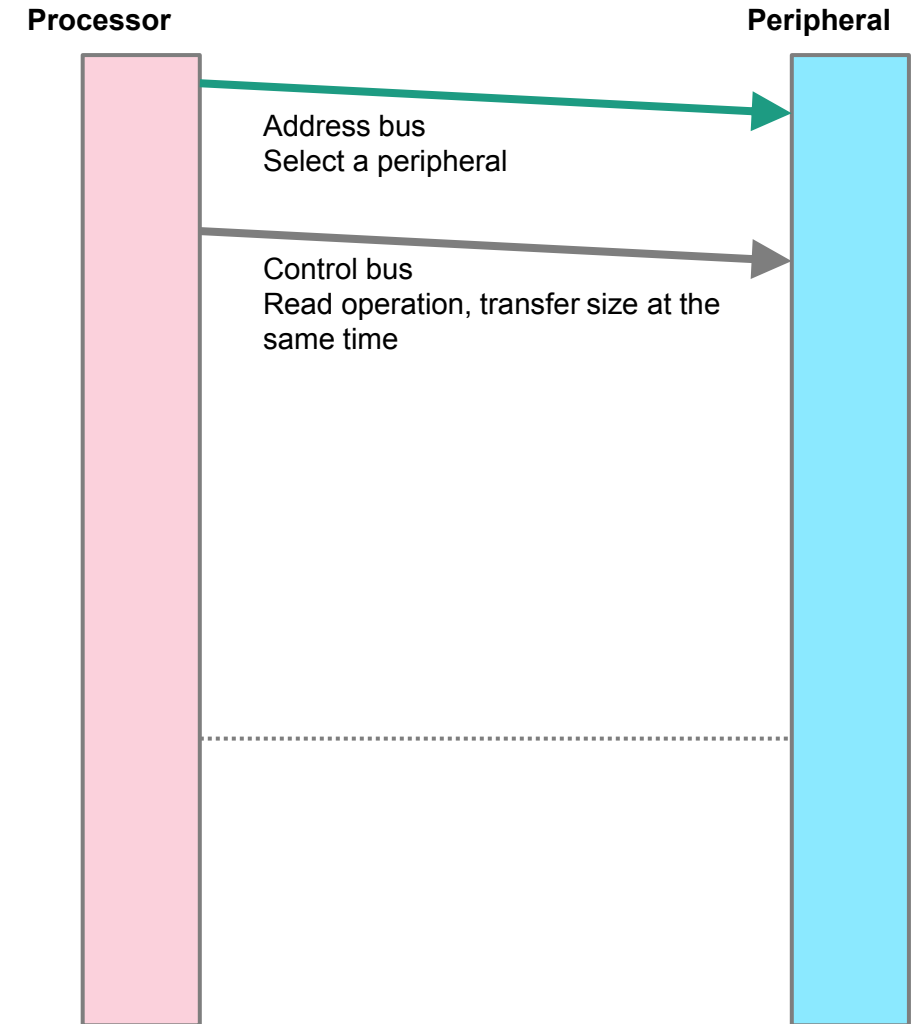 Processor
Peripheral
Address bus
Select a peripheral
Control bus
Read operation, transfer size at the
same time